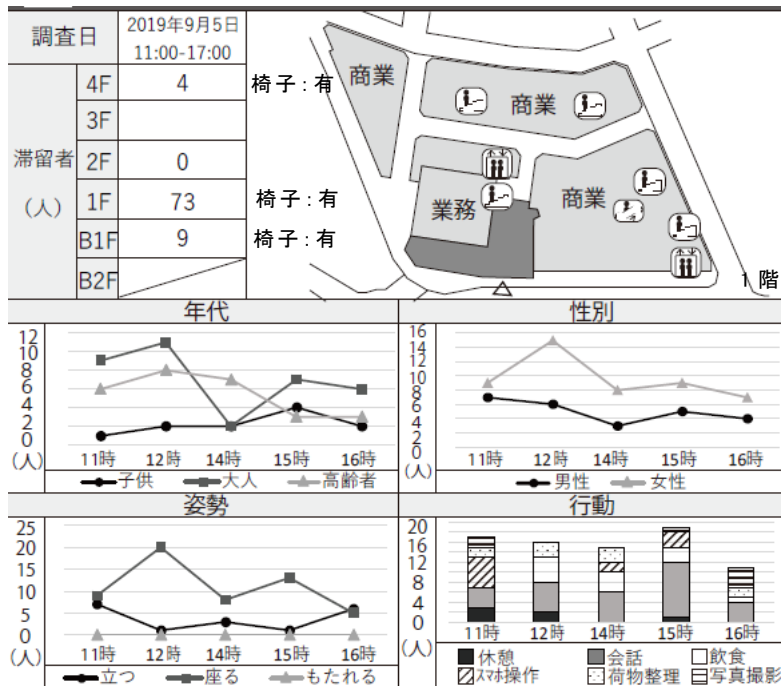 調査日 2019年9月5日
11:00-17:00
滞留者
(人)
4F 4 椅子:有
3F
2F 0
1F 73 椅子:有
B1F 9 椅子:有
B2F
商業
商業
業務
商業
1 階
年代
12
10
8
6
4
2
0
(人)
11時 12時 14時 15時 16時
子供 大人 高齢者
性別
16
14
12
10
8
6
4
2
0
(人)
11時 12時 14時 15時 16時
男性 女性
姿勢
25
20
15
10
5
0
(人)
11時 12時 14時 15時 16時
立つ 座る もたれる
行動
20
16
12
8
4
0
(人)
11時 12時 14時 15時 16時
休憩 会話 飲食
スマホ操作 荷物整理 写真撮影